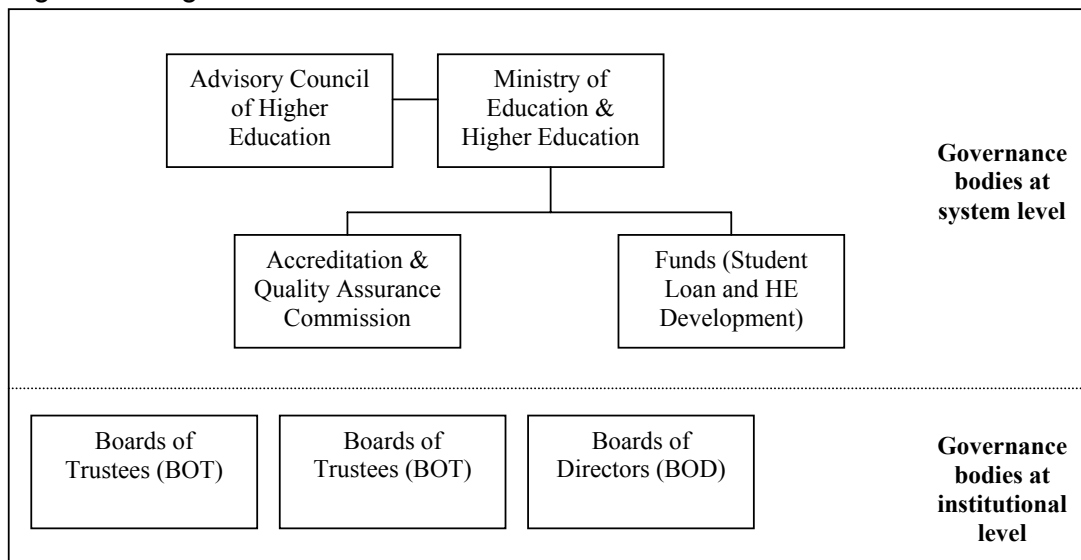 Advisory Council
of Higher
Education
Ministry of
Education &
Higher Education
Governance
bodies at
system level
Accreditation &
Quality Assurance
Commission
Funds (Student
Loan and HE
Development)
Boards of
Trustees (BOT)
Boards of
Trustees (BOT)
Boards of
Directors (BOD)
Governance
bodies at
institutional
level